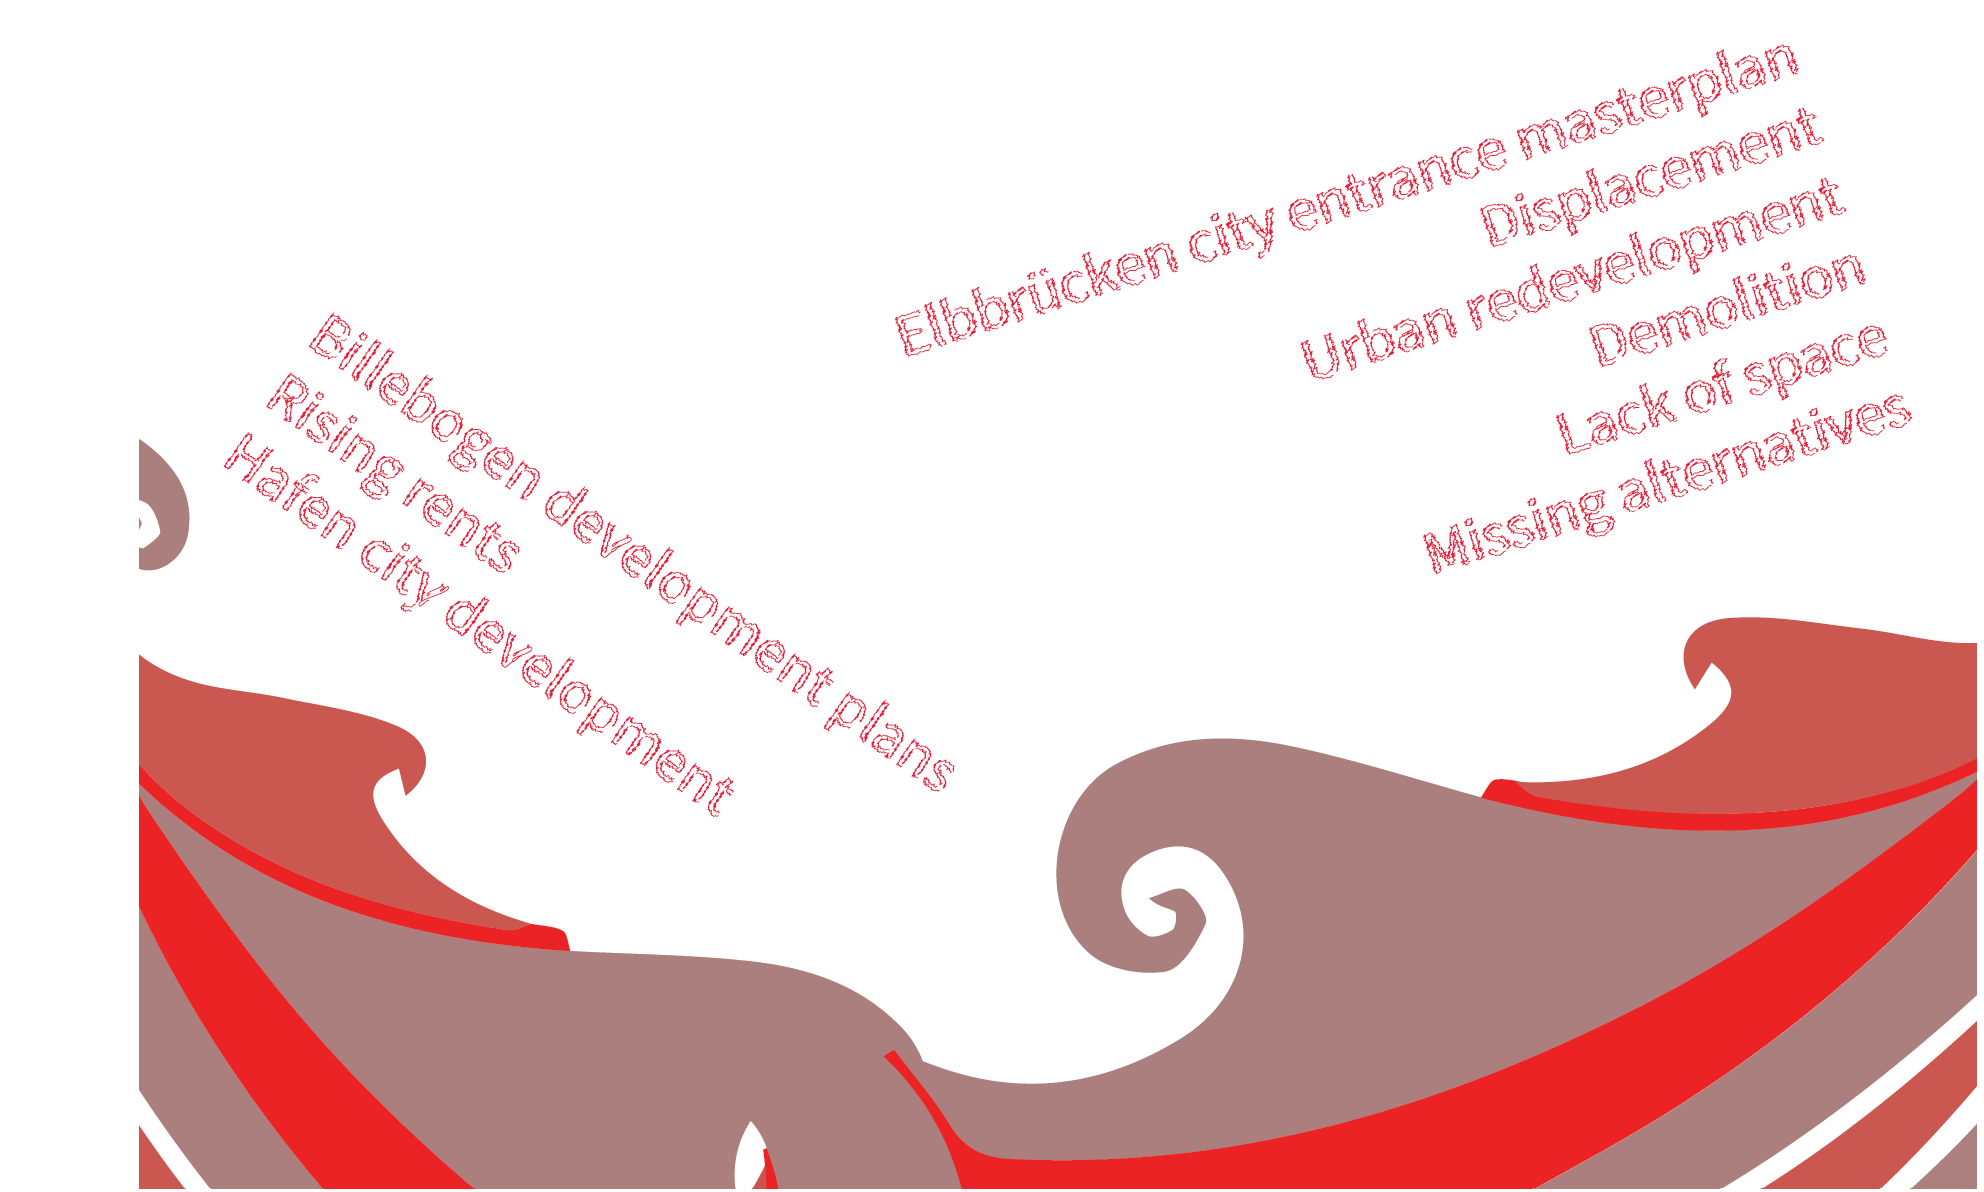 Elbbrücken city entrance masterplan
Displacement
Urban redevelopment
Demolition
Lack of space
Missing alternatives
Billebogen development plans
Rising rents
Hafen city development